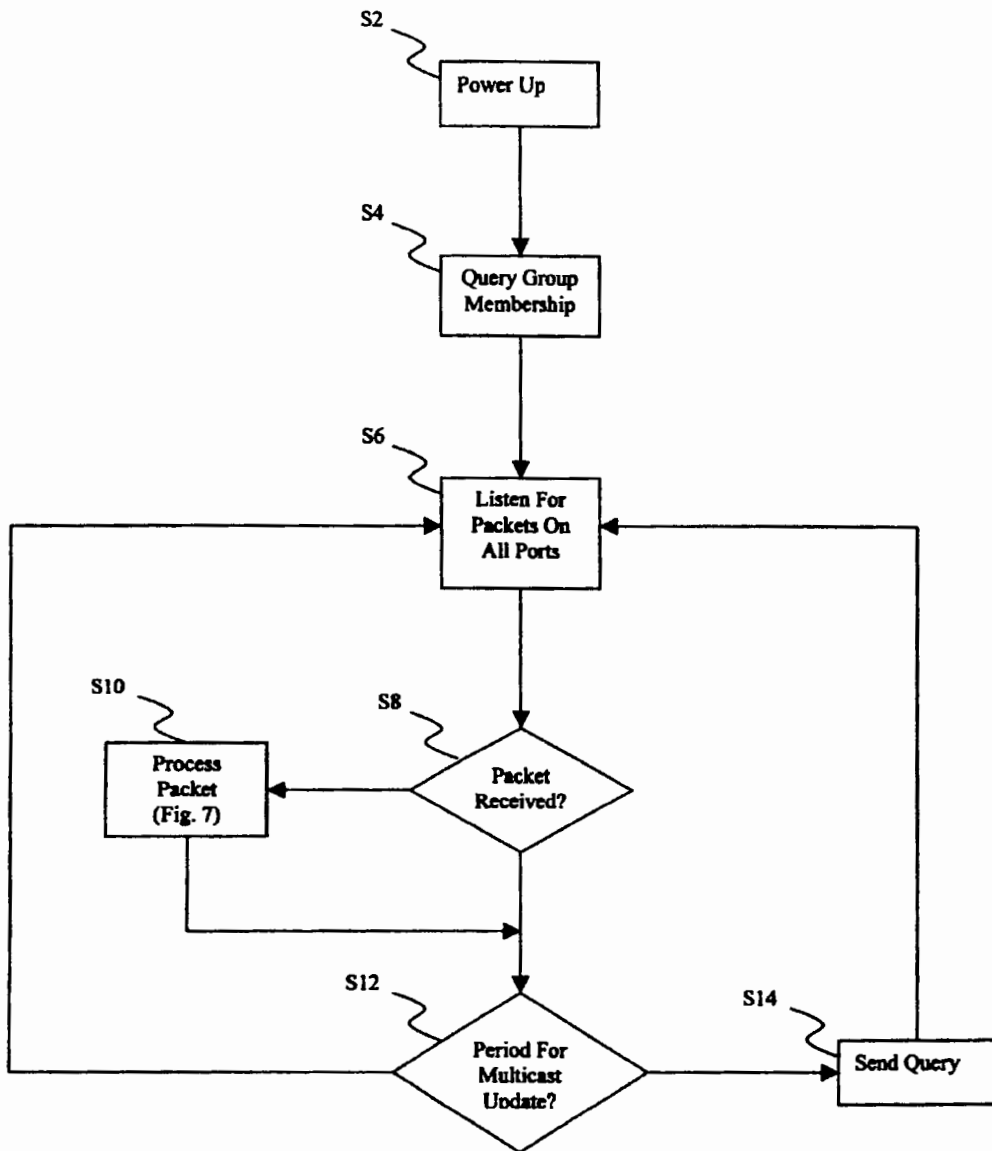 S2
Power Up
S4
Query Group
Membership
S6
Listen For
Packets On
All Ports
S10
Process
Packet
(Fig. 7)
S8
Packet
Received?
S12
Period For
Multicast
Update?
S14
Send Query